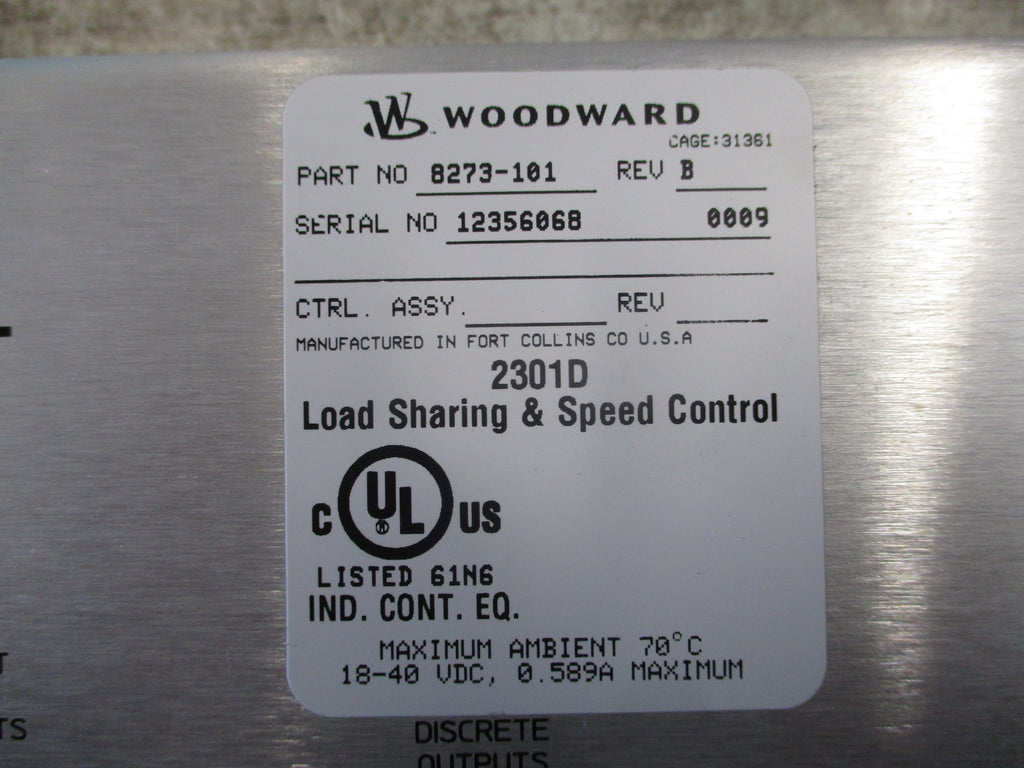 WOODWARD
CAGE:31361
PART NO 8273-101 REV B
SERIAL NO 12356068 0009
CTRL. ASSY. REV
MANUFACTURED IN FORT COLLINS CO U.S.A
2301D
Load Sharing & Speed Control
C UL® US
LISTED 61N6
IND. CONT. EQ.
MAXIMUM AMBIENT 70°C
18-40 VDC, 0.589A MAXIMUM
DISCRETE
OUTPUTS